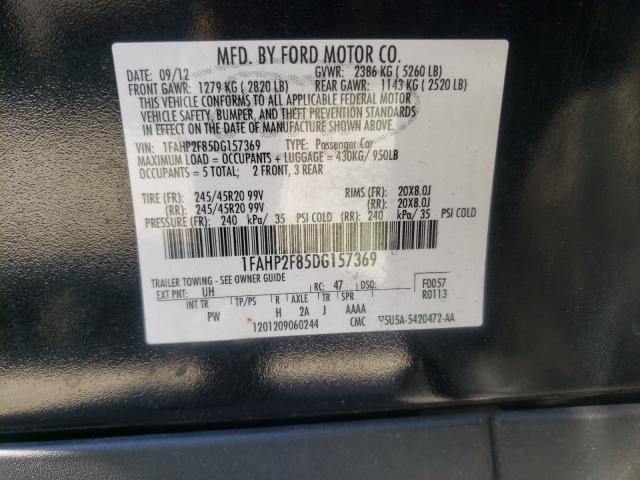 MFD. BY FORD MOTOR CO.
DATE: 09/12 GVWR: 2386 KG ( 5260 LB)
FRONT GAWR: 1279 KG ( 2820 LB) REAR GAWR: 1143 KG ( 2520 LB)
THIS VEHICLE CONFORMS TO ALL APPLICABLE FEDERAL MOTOR
VEHICLE SAFETY, BUMPER, AND THEFT PREVENTION STANDARDS
IN EFFECT ON THE DATE OF MANUFACTURE SHOWN ABOVE.
VIN: 1FAHP2F85DG157369 TYPE: Passenger Car
MAXIMUM LOAD = OCCUPANTS + LUGGAGE = 430KG/ 950LB
OCCUPANTS = 5 TOTAL; 2 FRONT, 3 REAR
TIRE (FR): 245/45R20 99V RIMS (FR): 20X8.0J
(RR): 245/45R20 99V (RR): 20X8.0J
PRESSURE (FR): 240 kPa/ 35 PSI COLD (RR): 240 kPa/ 35 PSI COLD
1FAHP2F85DG157369
TRAILER TOWING - SEE OWNER GUIDE F0057
EXT PNT: UH RC: 47 DSO: R0113
INT TR TP/PS R AXLE TR SPR
PW H 2A J AAAA
1201209060244 CMC 5U5A-5420472-AA